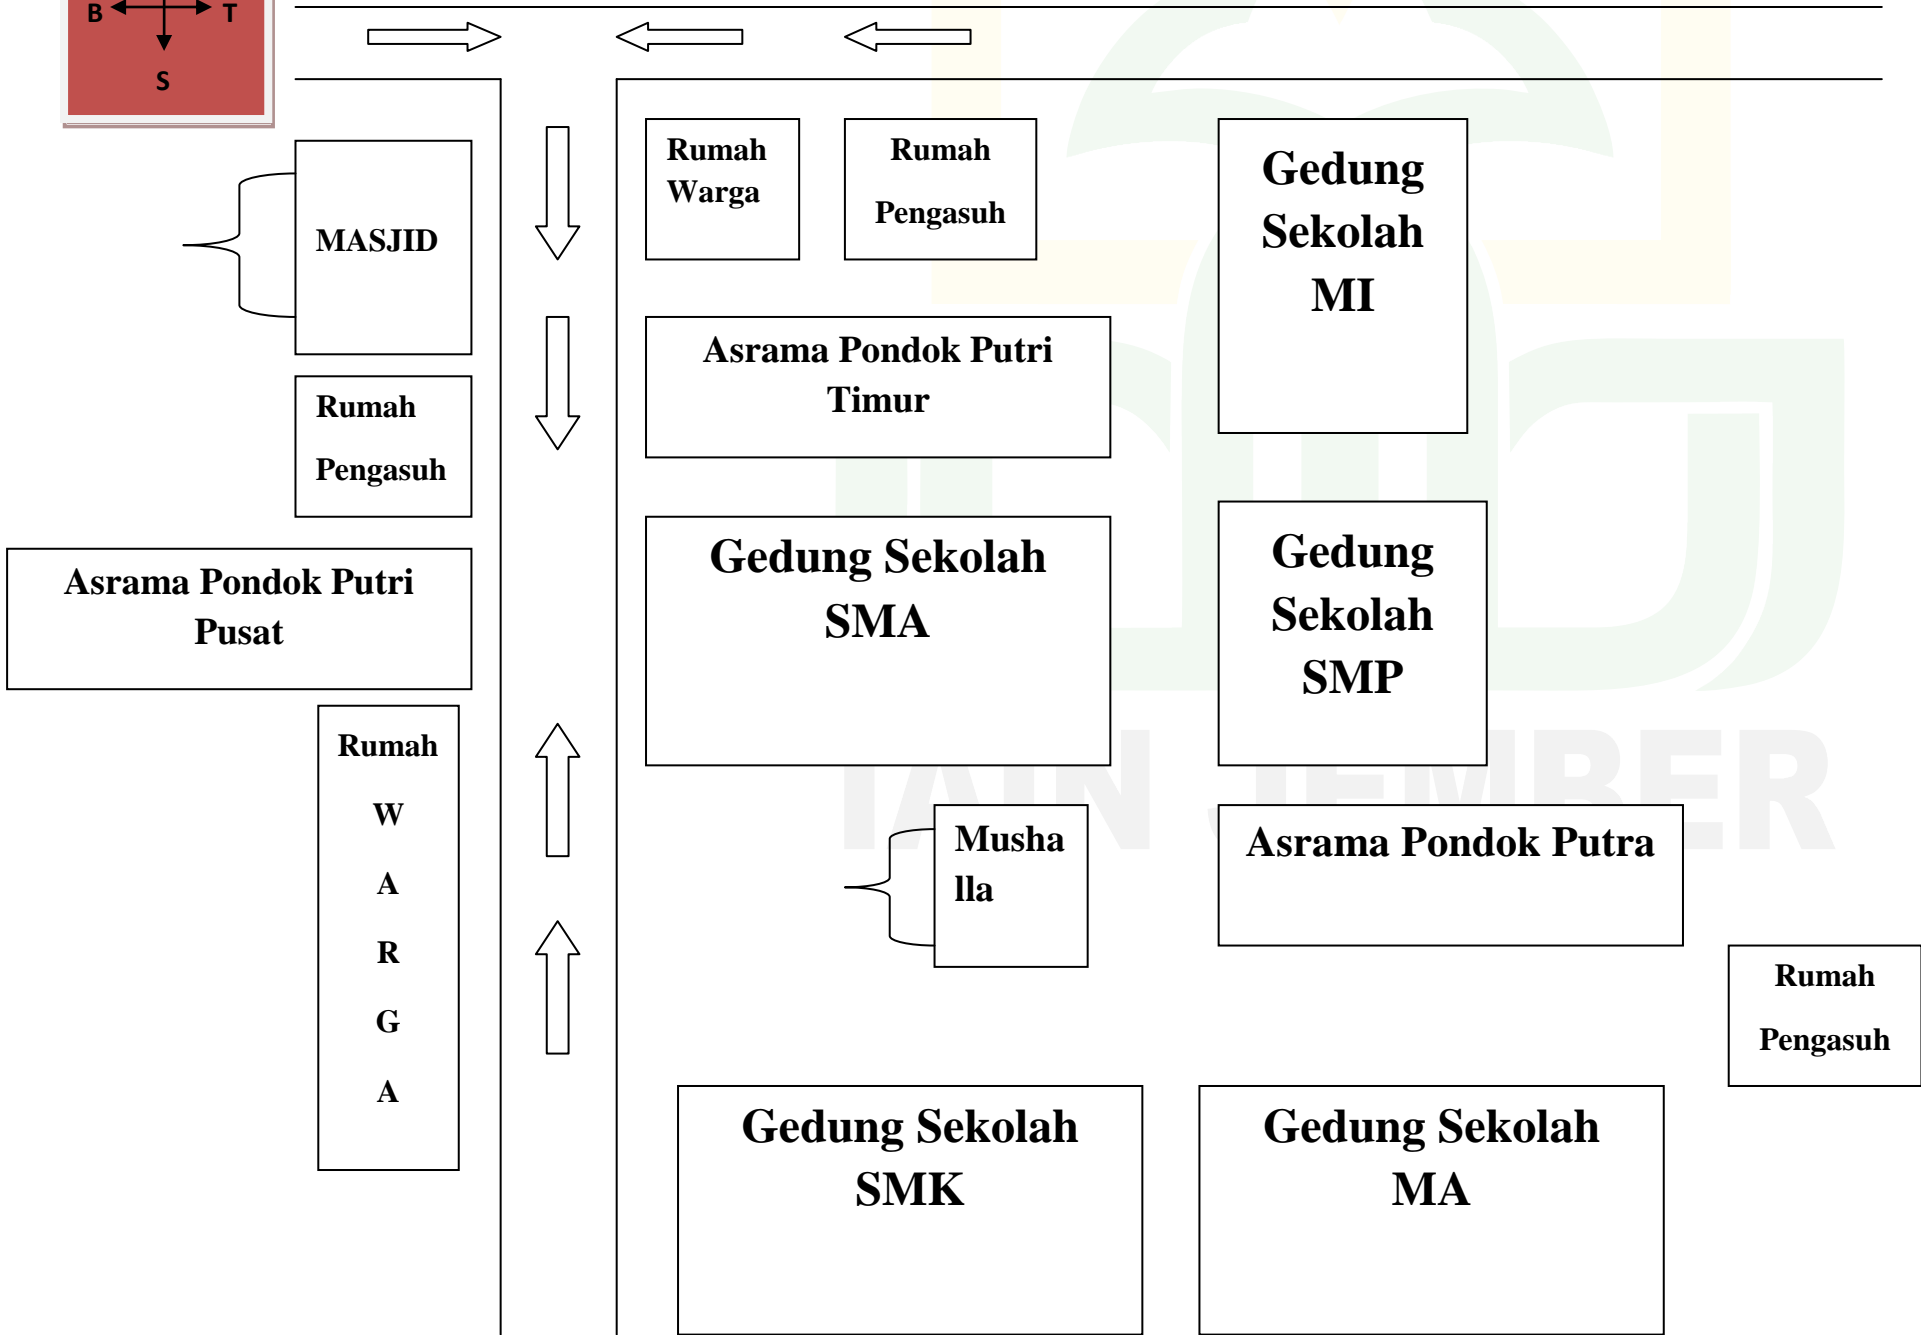 B
T
S
Rumah
Warga
Rumah
Pengasuh
Gedung
Sekolah
MI
MASJID
Asrama Pondok Putri
Timur
Rumah
Pengasuh
Gedung Sekolah
SMA
Gedung
Sekolah
SMP
Asrama Pondok Putri
Pusat
Rumah
W
A
R
G
A
Musha
lla
Asrama Pondok Putra
Rumah
Pengasuh
Gedung Sekolah
SMK
Gedung Sekolah
MA
IAIN JEMBER